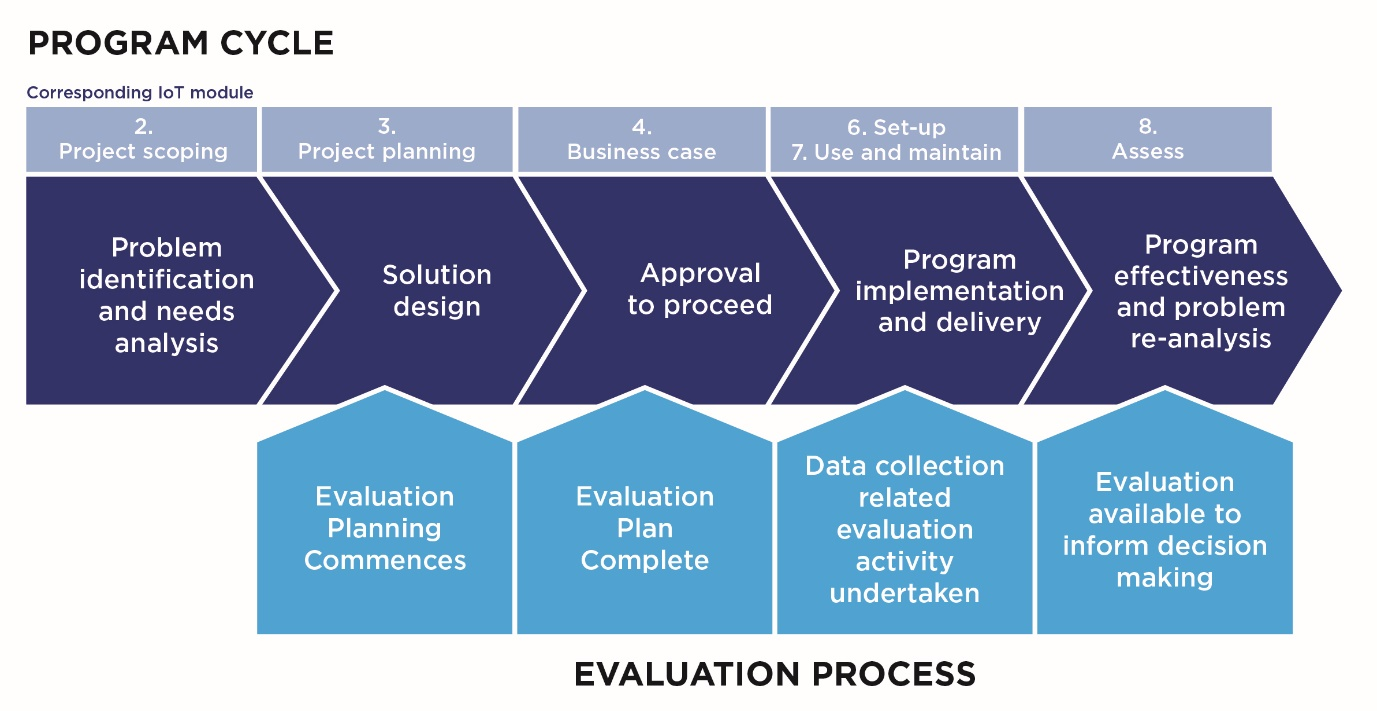 PROGRAM CYCLE
Corresponding IoT module
2.
Project scoping
3.
Project planning
4.
Business case
6. Set-up
7. Use and maintain
8.
Assess
Problem
identification
and needs
analysis
Solution
design
Approval
to proceed
Program
implementation
and delivery
Program
effectiveness
and problem
re-analysis
Evaluation
Planning
Commences
Evaluation
Plan
Complete
Data collection
related
evaluation
activity
undertaken
Evaluation
available to
inform decision
making
EVALUATION PROCESS